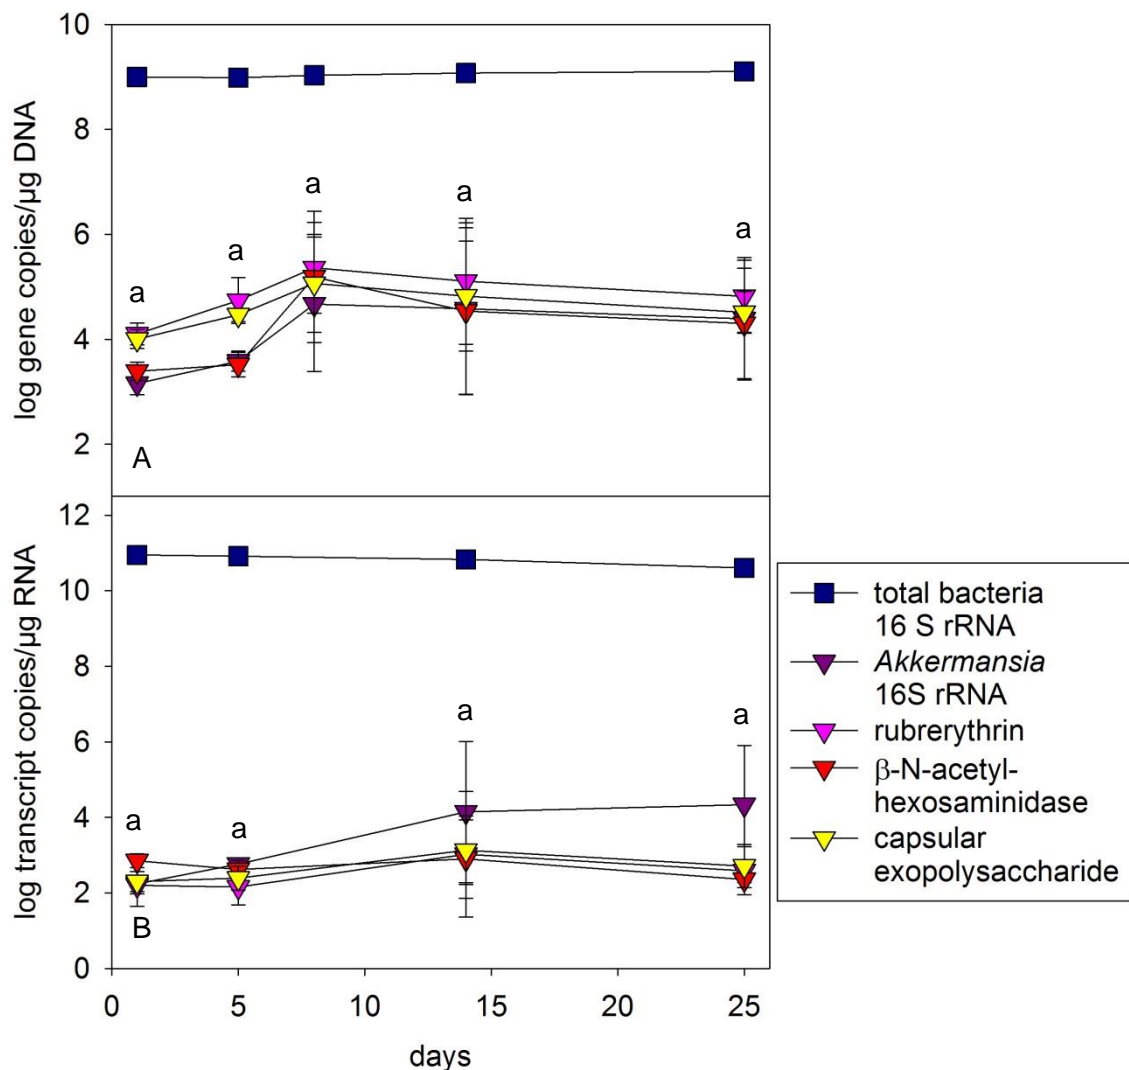 10
8
6
4
2
log gene copies/µg DNA
a
a
a
a
a
A
12
10
8
6
4
2
0
log transcript copies/µg RNA
a
a
a
a
B
0
5
10
15
20
25
days
total bacteria
16 S rRNA
Akkermansia
16S rRNA
rubrerythrin
β-N-acetyl-
hexosaminidase
capsular
exopolysaccharide